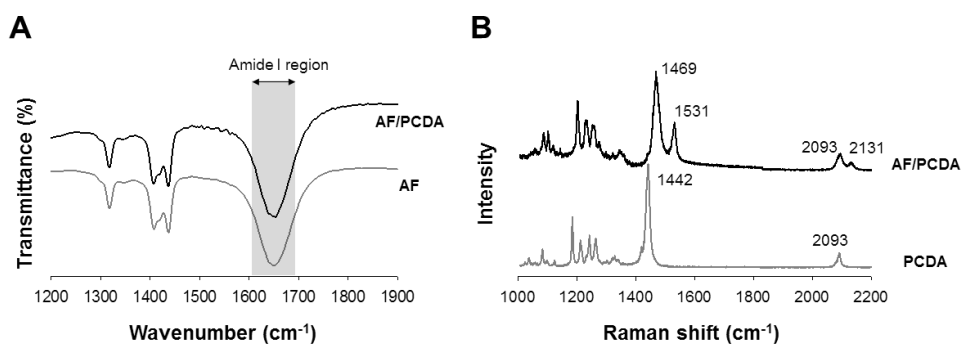 A
Amide I region
AF/PCDA
AF
Transmittance (%)
1200 1300 1400 1500 1600 1700 1800 1900
Wavenumber (cm⁻¹)
B
1469
1531
2093 2131
AF/PCDA
1442
2093
PCDA
Intensity
1000 1200 1400 1600 1800 2000 2200
Raman shift (cm⁻¹)